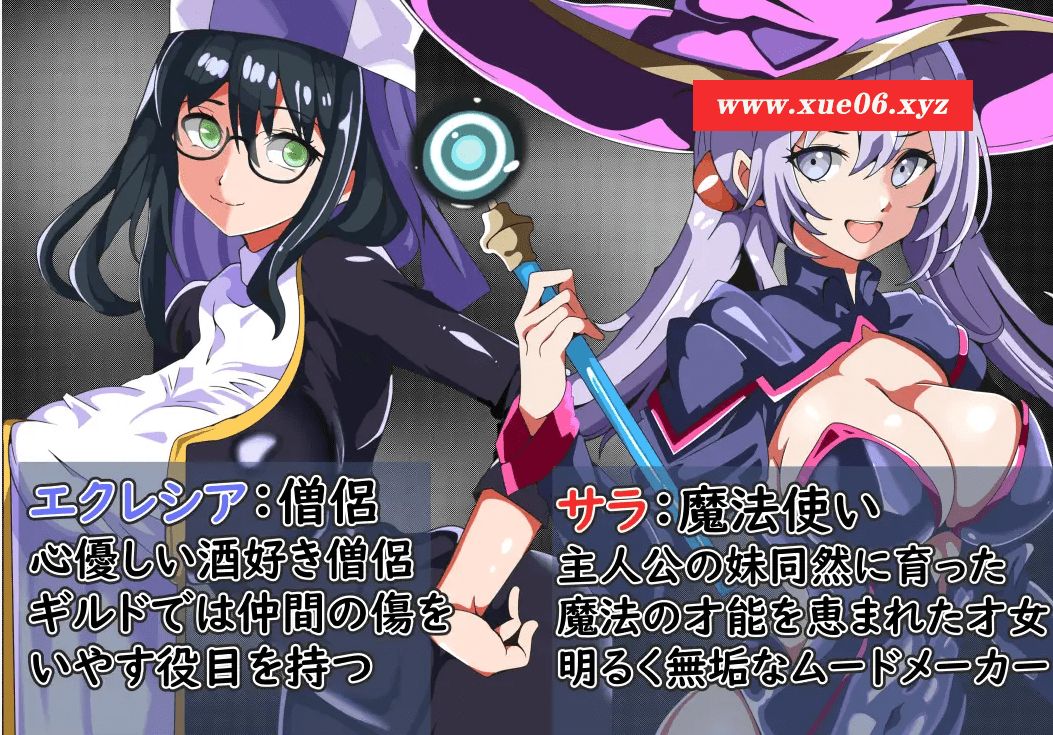 www.xue06.xyz
エクレシア：僧侶
心優しい酒好き僧侶
ギルドでは仲間の傷を
いやす役目を持つ
サラ：魔法使い
主人公の妹同然に育った
魔法の才能を恵まれた才女
明るく無垢なムードメーカー